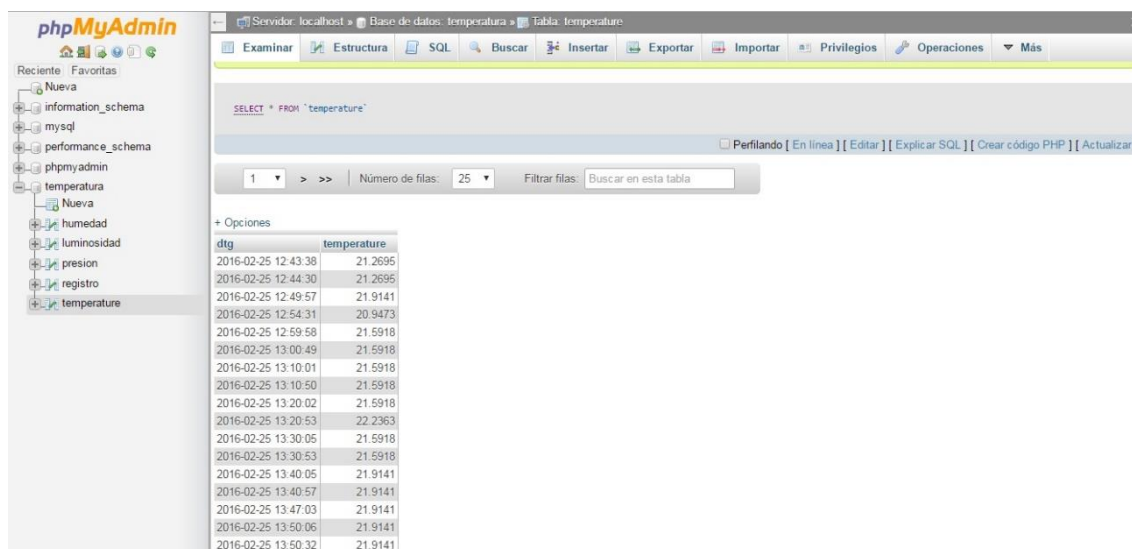 phpMyAdmin
Reciente Favoritas
Nueva
information_schema
mysql
performance_schema
phpmyadmin
temperatura
Nueva
humedad
luminosidad
presion
registro
temperature
Servidor: localhost » Base de datos: temperatura » Tabla: temperature
Examinar Estructura SQL Buscar Insertar Exportar Importar Privilegios Operaciones Más
SELECT * FROM `temperature`
Perfilando [ En línea ] [ Editar ] [ Explicar SQL ] [ Crear código PHP ] [ Actualizar
1 > >> Número de filas: 25 Filtrar filas: Buscar en esta tabla
+ Opciones
dtg temperature
2016-02-25 12:43:38 21.2695
2016-02-25 12:44:30 21.2695
2016-02-25 12:49:57 21.9141
2016-02-25 12:54:31 20.9473
2016-02-25 12:59:58 21.5918
2016-02-25 13:00:49 21.5918
2016-02-25 13:10:01 21.5918
2016-02-25 13:10:50 21.5918
2016-02-25 13:20:02 21.5918
2016-02-25 13:20:53 22.2363
2016-02-25 13:30:05 21.5918
2016-02-25 13:30:53 21.5918
2016-02-25 13:40:05 21.9141
2016-02-25 13:40:57 21.9141
2016-02-25 13:47:03 21.9141
2016-02-25 13:50:06 21.9141
2016-02-25 13:50:32 21.9141